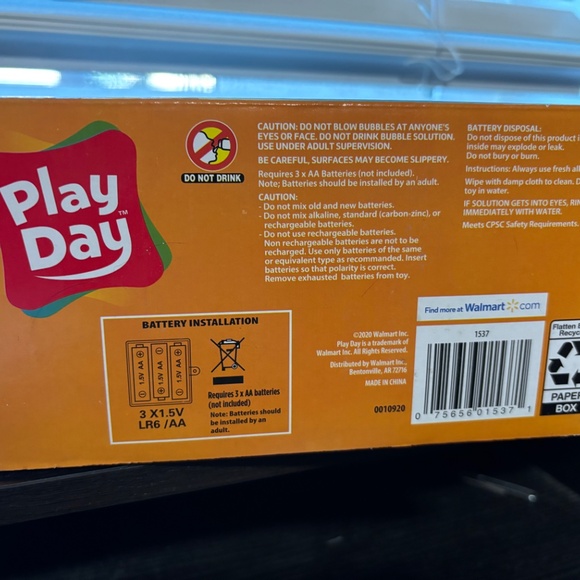 Play
Day™
DO NOT DRINK
CAUTION: DO NOT BLOW BUBBLES AT ANYONE'S
EYES OR FACE. DO NOT DRINK BUBBLE SOLUTION.
USE UNDER ADULT SUPERVISION.
BE CAREFUL, SURFACES MAY BECOME SLIPPERY.
Requires 3 x AA Batteries (not included).
Note; Batteries should be installed by an adult.
CAUTION:
- Do not mix old and new batteries.
- Do not mix alkaline, standard (carbon-zinc), or
rechargeable batteries.
- Do not use rechargeable batteries.
Non rechargeable batteries are not to be
recharged. Use only batteries of the same
or equivalent type as recommanded. Insert
batteries so that polarity is correct.
Remove exhausted batteries from toy.
BATTERY DISPOSAL:
Do not dispose of this product i
inside may explode or leak.
Do not bury or burn.
Instructions: Always use fresh al
Wipe with damp cloth to clean. D
toy in water.
IF SOLUTION GETS INTO EYES, RIN
IMMEDIATELY WITH WATER.
Meets CPSC Safety Requirements.
BATTERY INSTALLATION
1.5V AA
1.5V AA
1.5V AA
3 X1.5V
LR6 /AA
Requires 3 x AA batteries
(not included)
Note: Batteries should
be installed by an
adult.
©2020 Walmart Inc.
Play Day is a trademark of
Walmart Inc. All Rights Reserved.
Distributed by Walmart Inc.,
Bentonville, AR 72716
MADE IN CHINA
0010920
Find more at Walmart.com
1537
0 75656 01537 1
Flatten
Recyc
PAPER
BOX